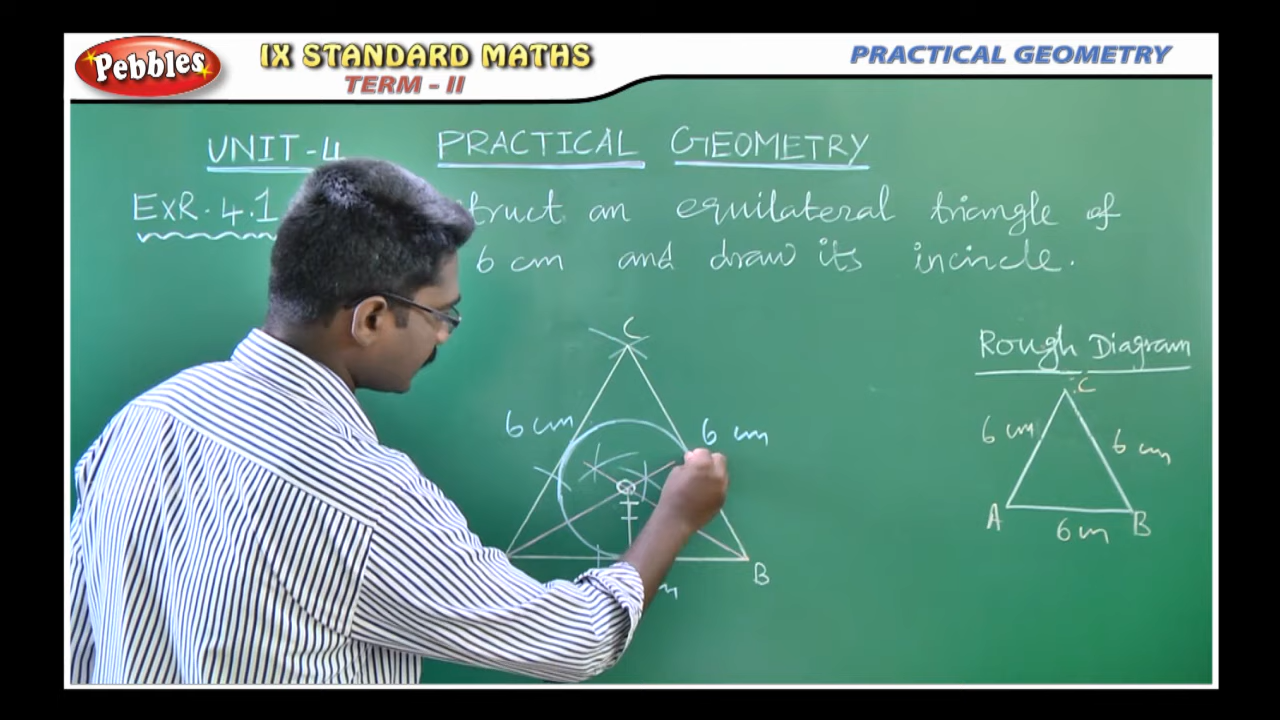 Pebbles
IX STANDARD MATHS
TERM - II
PRACTICAL GEOMETRY
UNIT-4 PRACTICAL GEOMETRY
EXR. 4.1 an equilateral triangle of
6 cm and draw its incircle.
C
6 cm
6 cm
B
Rough Diagram
C
6 cm
6 cm
A
B
6 cm